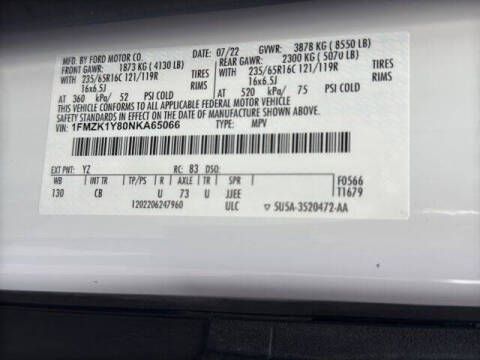 MFD. BY FORD MOTOR CO. 07/22 GVWR: 3878 KG (8550 LB)
FRONT GAWR: 1873 KG (4130 LB) REAR GAWR: 2300 KG (5070 LB)
WITH 235/65R16C 121/119R TIRES WITH 235/65R16C 121/119R TIRES
16x6.5J RIMS 16x6.5J RIMS
AT 360 kPa/ 52 PSI COLD AT 520 kPa/ 75 PSI COLD
THIS VEHICLE CONFORMS TO ALL APPLICABLE FEDERAL MOTOR VEHICLE
SAFETY STANDARDS IN EFFECT ON THE DATE OF MANUFACTURE SHOWN ABOVE.
1FMZK1Y80NKA65066 TYPE: MPV
EXT PNT: YZ RC: 83 DSO: F0566
WB INT TR TP/PS R AXLE TR SPR T1679
130 CB U 73 U JJEE
1202206247960 ULC 5U5A-3520472-AA